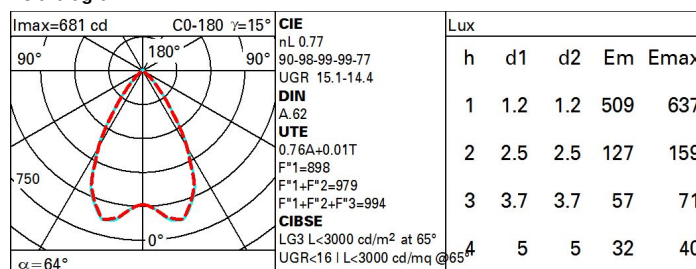 Imax=681 cd C0-180 γ=15°
90° 180° 90°
750
0°
α=64°
CIE
nL 0.77
90-98-99-99-77
UGR 15.1-14.4
DIN
A.62
UTE
0.76A+0.01T
F"1=898
F"1+F"2=979
F"1+F"2+F"3=994
CIBSE
LG3 L<3000 cd/m² at 65°
UGR<16 | L<3000 cd/mq @65°
Lux
h d1 d2 Em Emax
1 1.2 1.2 509 637
2 2.5 2.5 127 159
3 3.7 3.7 57 71
4 5 5 32 40